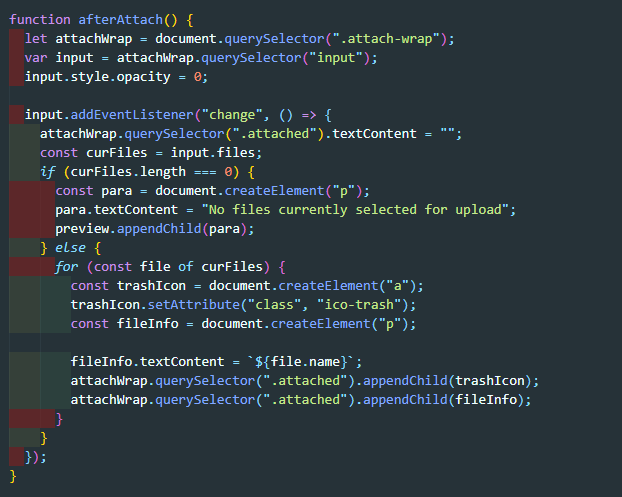 function afterAttach() {
  let attachWrap = document.querySelector(".attach-wrap");
  var input = attachWrap.querySelector("input");
  input.style.opacity = 0;

  input.addEventListener("change", () => {
    attachWrap.querySelector(".attached").textContent = "";
    const curFiles = input.files;
    if (curFiles.length === 0) {
      const para = document.createElement("p");
      para.textContent = "No files currently selected for upload";
      preview.appendChild(para);
    } else {
      for (const file of curFiles) {
        const trashIcon = document.createElement("a");
        trashIcon.setAttribute("class", "ico-trash");
        const fileInfo = document.createElement("p");

        fileInfo.textContent = `${file.name}`;
        attachWrap.querySelector(".attached").appendChild(trashIcon);
        attachWrap.querySelector(".attached").appendChild(fileInfo);
      }
    }
  });
}